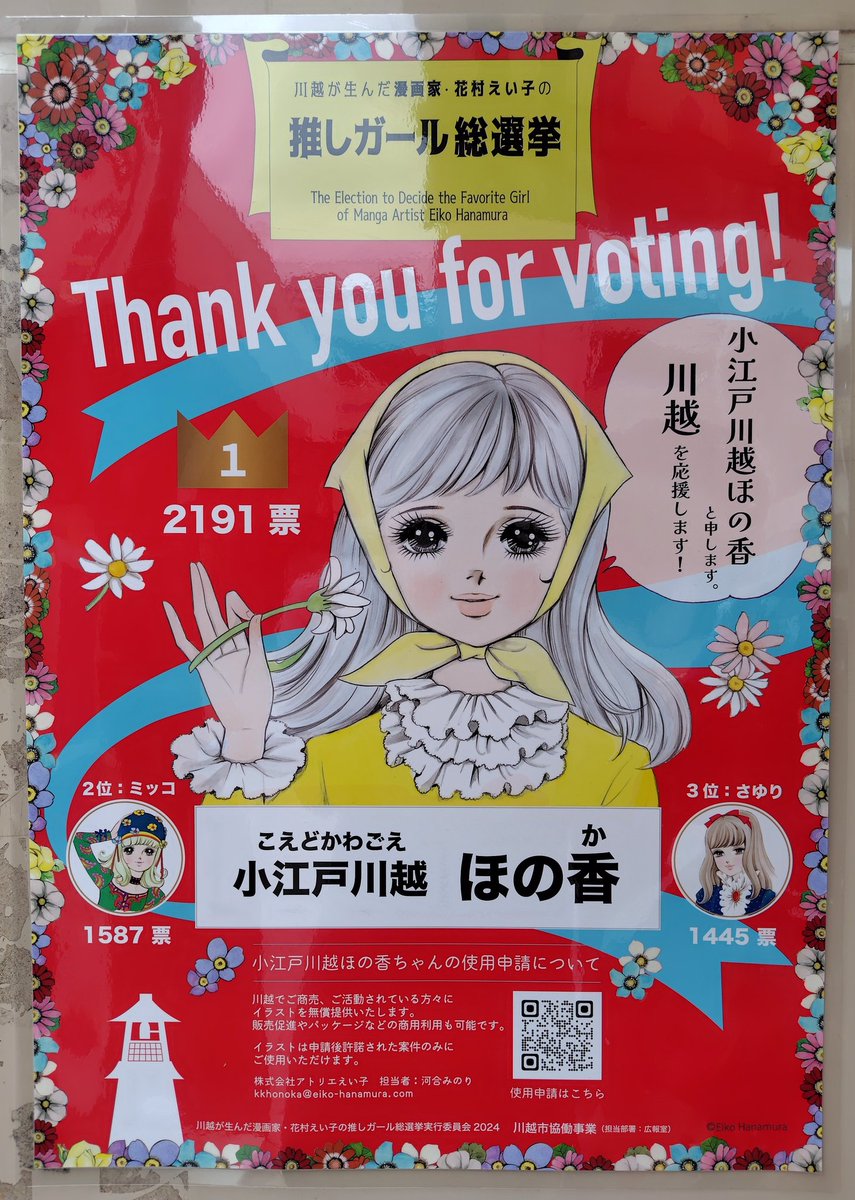 川越が生んだ漫画家・花村えい子の
推しガール総選挙
The Election to Decide the Favorite Girl
of Manga Artist Eiko Hanamura
Thank you for voting!
小江戸川越ほの香
と申します。
川越を応援します!
1
2191 票
2位:ミッコ
1587 票
3位:さゆり
1445 票
こえどかわごえ
か
小江戸川越 ほの香
小江戸川越ほの香ちゃんの使用申請について
川越でご商売、ご活動されている方々に
イラストを無償提供いたします。
販売促進やパッケージなどの商用利用も可能です。
イラストは申請後許諾された案件のみに
ご使用いただけます。
株式会社アトリエえい子 担当者:河合みのり
kkhonoka@eiko-hanamura.com
使用申請はこちら
川越が生んだ漫画家・花村えい子の推しガール総選挙実行委員会 2024 川越市協働事業(担当部署:広報室)
©Eiko Hanamura